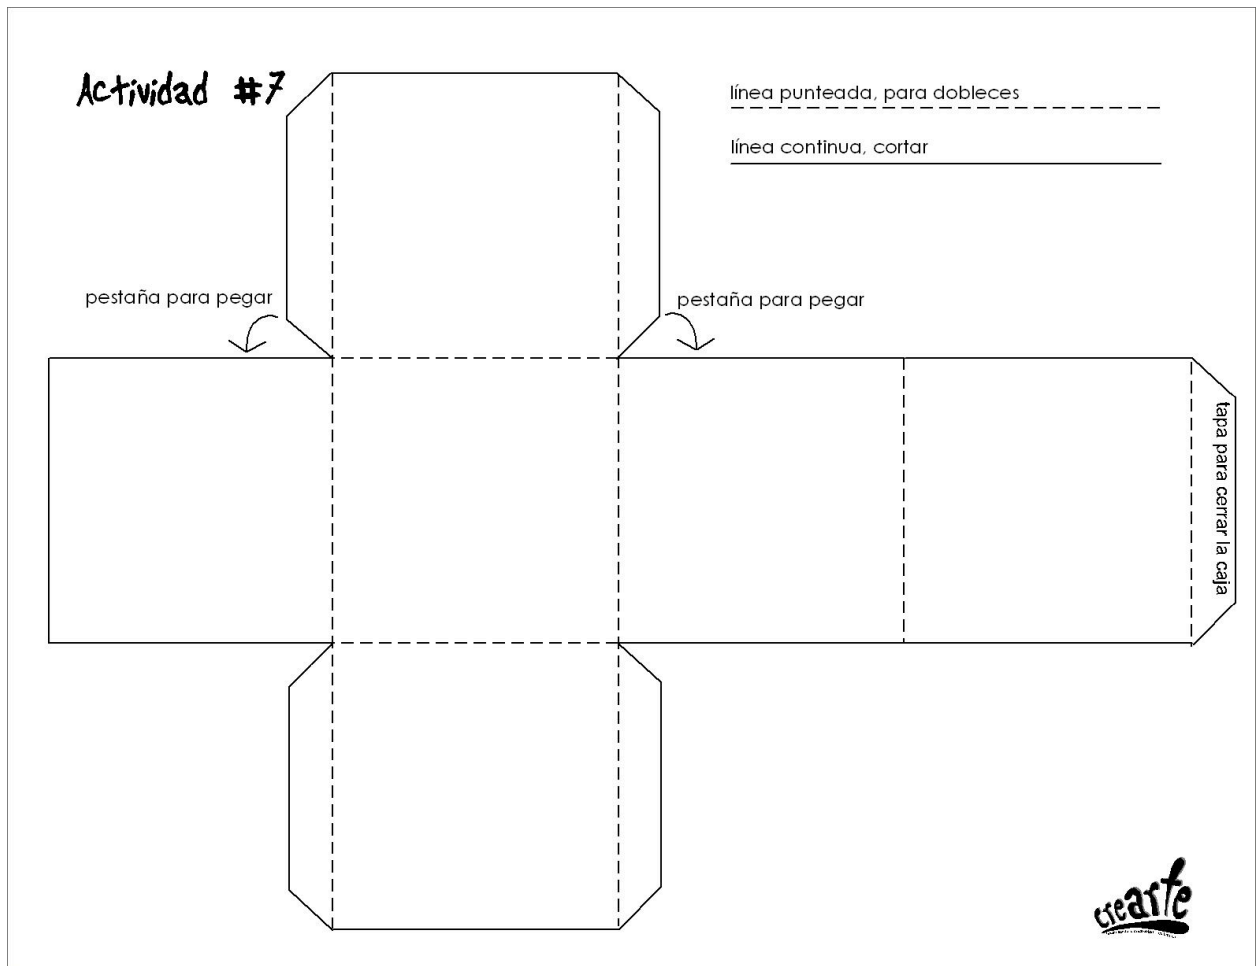 Actividad #7
línea punteada, para dobleces
línea continua, cortar
pestaña para pegar
pestaña para pegar
tapa para cerrar la caja
crearte